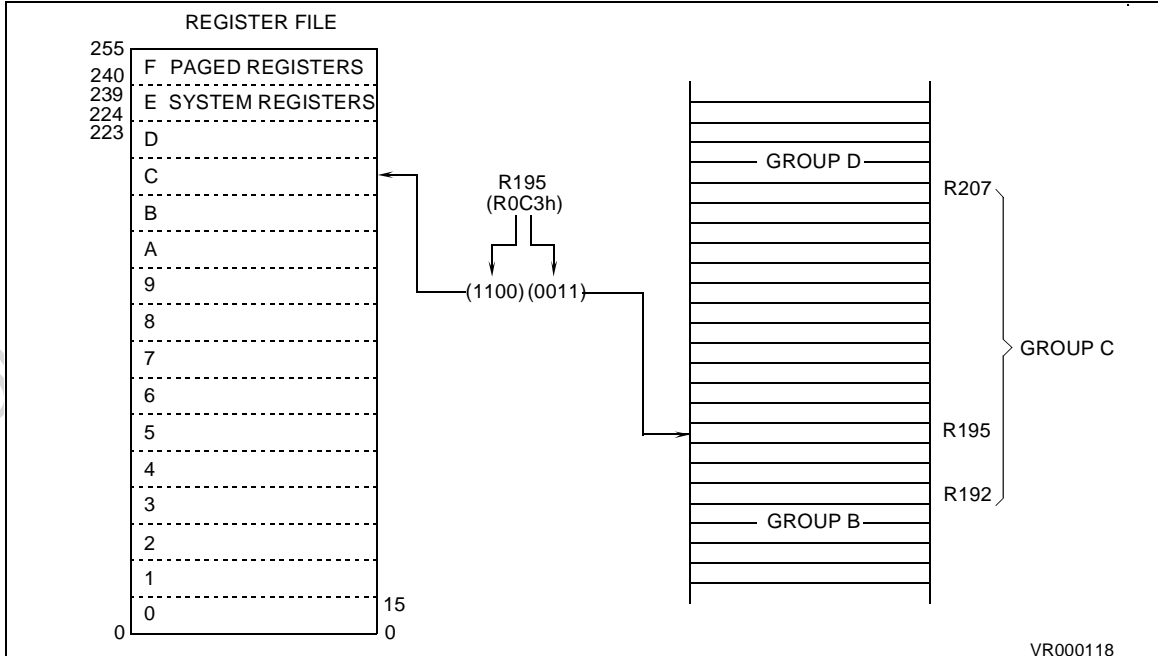 REGISTER FILE
255
240
239
224
223
F PAGED REGISTERS
E SYSTEM REGISTERS
D
C
B
A
9
8
7
6
5
4
3
2
1
0
15
0
0
R195
(R0C3h)
(1100) (0011)
GROUP D
R207
GROUP C
R195
R192
GROUP B
VR000118